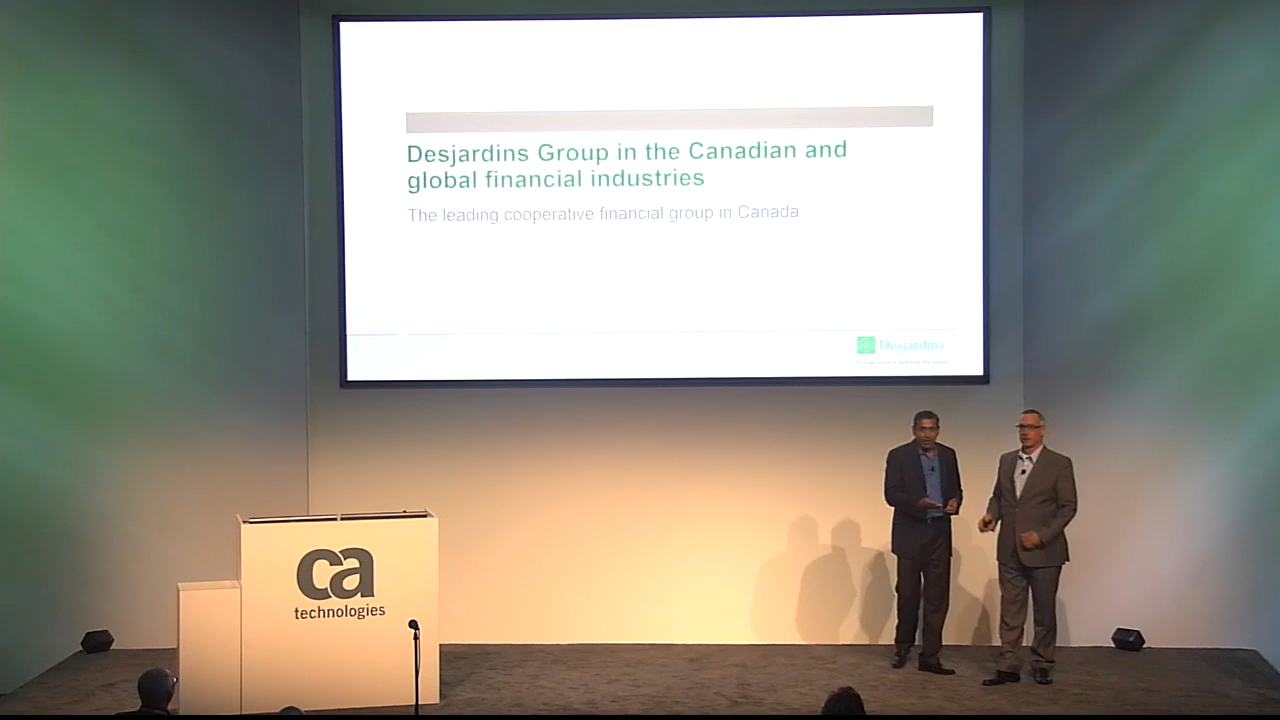 Desjardins Group in the Canadian and
global financial industries
The leading cooperative financial group in Canada
Desjardins
ca
technologies